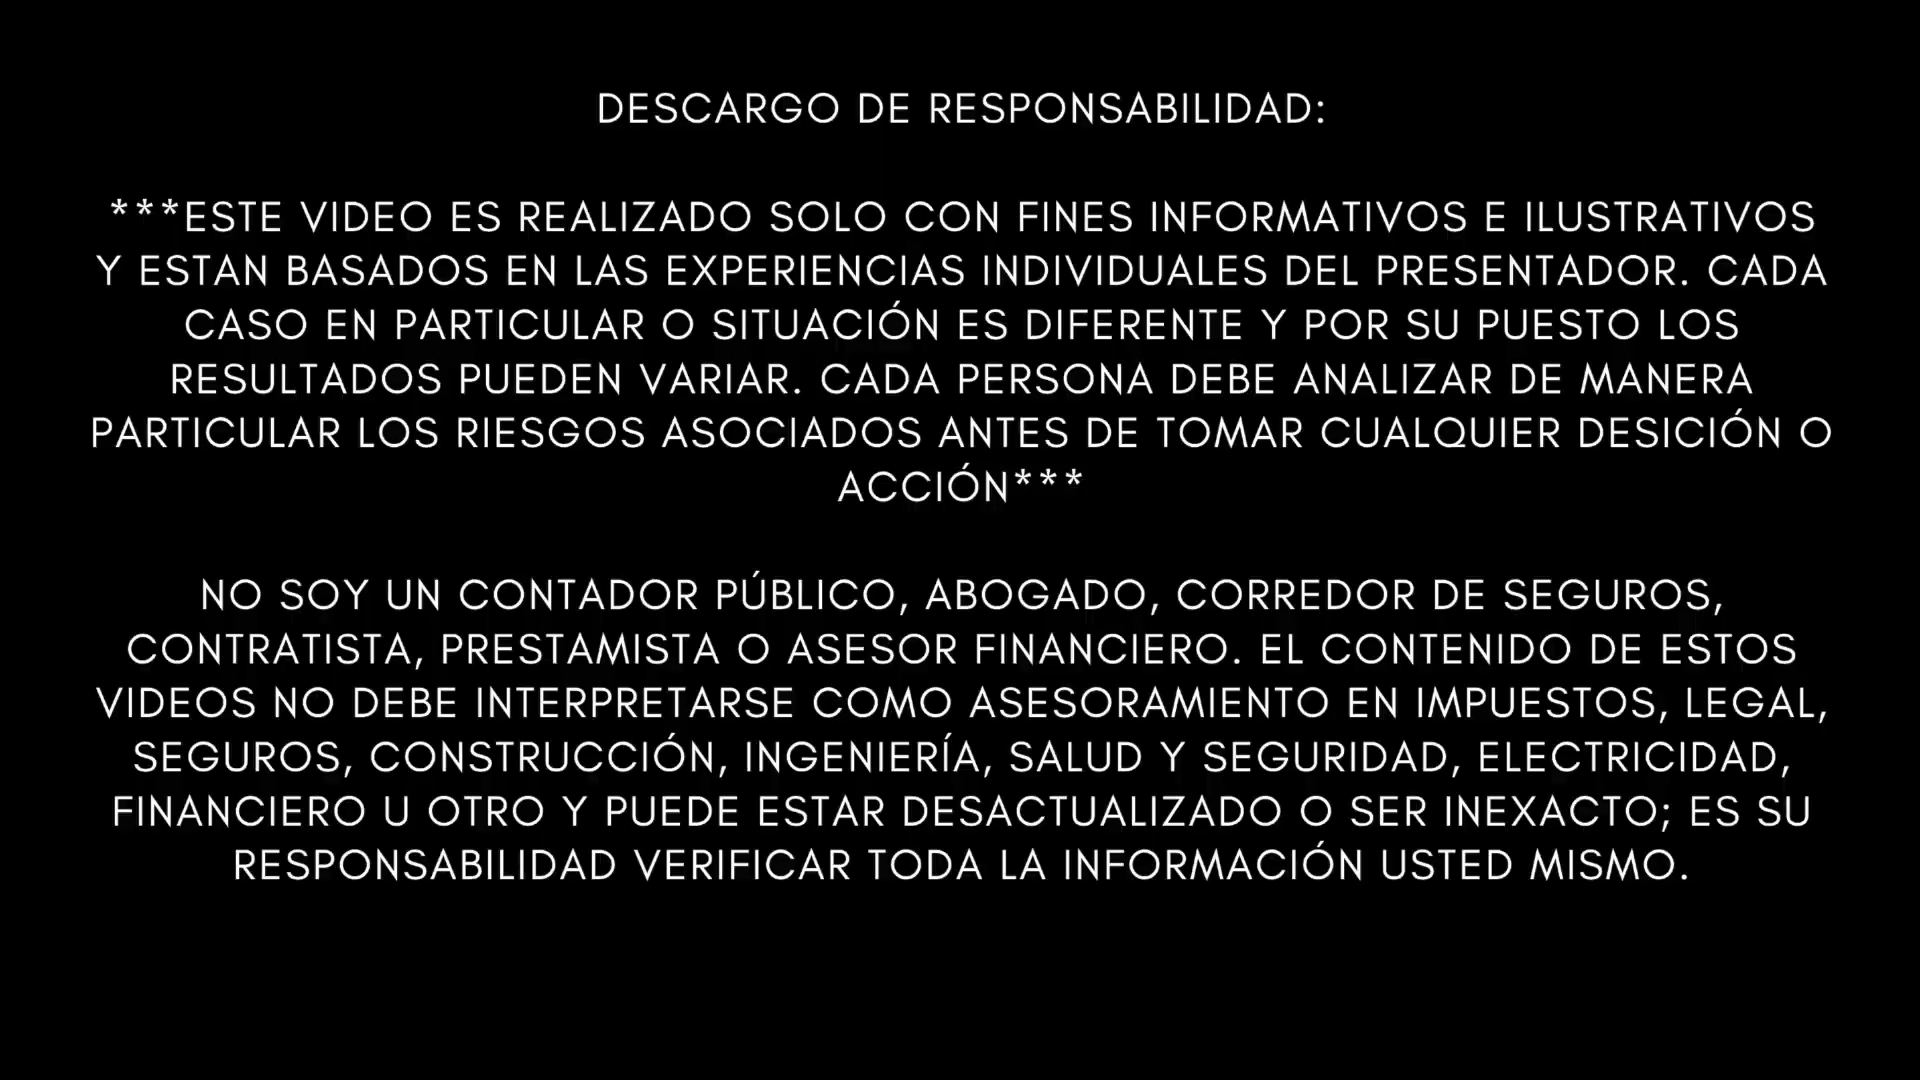 DESCARGO DE RESPONSABILIDAD:
***ESTE VIDEO ES REALIZADO SOLO CON FINES INFORMATIVOS E ILUSTRATIVOS
Y ESTAN BASADOS EN LAS EXPERIENCIAS INDIVIDUALES DEL PRESENTADOR. CADA
CASO EN PARTICULAR O SITUACIÓN ES DIFERENTE Y POR SU PUESTO LOS
RESULTADOS PUEDEN VARIAR. CADA PERSONA DEBE ANALIZAR DE MANERA
PARTICULAR LOS RIESGOS ASOCIADOS ANTES DE TOMAR CUALQUIER DESICIÓN O
ACCIÓN***
NO SOY UN CONTADOR PÚBLICO, ABOGADO, CORREDOR DE SEGUROS,
CONTRATISTA, PRESTAMISTA O ASESOR FINANCIERO. EL CONTENIDO DE ESTOS
VIDEOS NO DEBE INTERPRETARSE COMO ASESORAMIENTO EN IMPUESTOS, LEGAL,
SEGUROS, CONSTRUCCIÓN, INGENIERÍA, SALUD Y SEGURIDAD, ELECTRICIDAD,
FINANCIERO U OTRO Y PUEDE ESTAR DESACTUALIZADO O SER INEXACTO; ES SU
RESPONSABILIDAD VERIFICAR TODA LA INFORMACIÓN USTED MISMO.